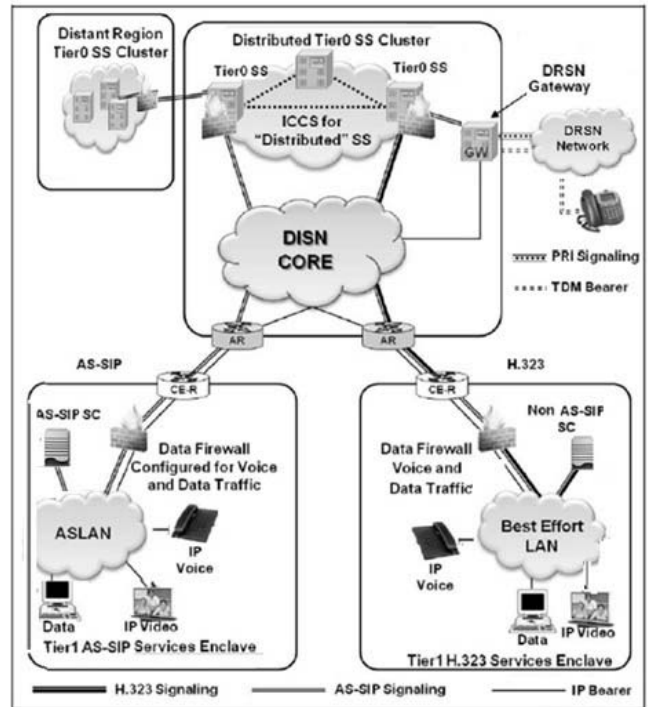 Distant Region
Tier0 SS Cluster
Distributed Tier0 SS Cluster
Tier0 SS
Tier0 SS
ICCS for
"Distributed" SS
DRSN
Gateway
GW
DRSN
Network
DISN
CORE
PRI Signaling
TDM Bearer
AR
AR
AS-SIP
H.323
CE-R
CE-R
AS-SIP SC
Data Firewall
Configured for Voice
and Data Traffic
ASLAN
IP
Voice
Data
IP Video
Tier1 AS-SIP Services Enclave
Non AS-SIP
SC
Data Firewall
Voice and
Data Traffic
Best Effort
LAN
IP
Voice
Data
IP Video
Tier1 H.323 Services Enclave
H.323 Signaling
AS-SIP Signaling
IP Bearer